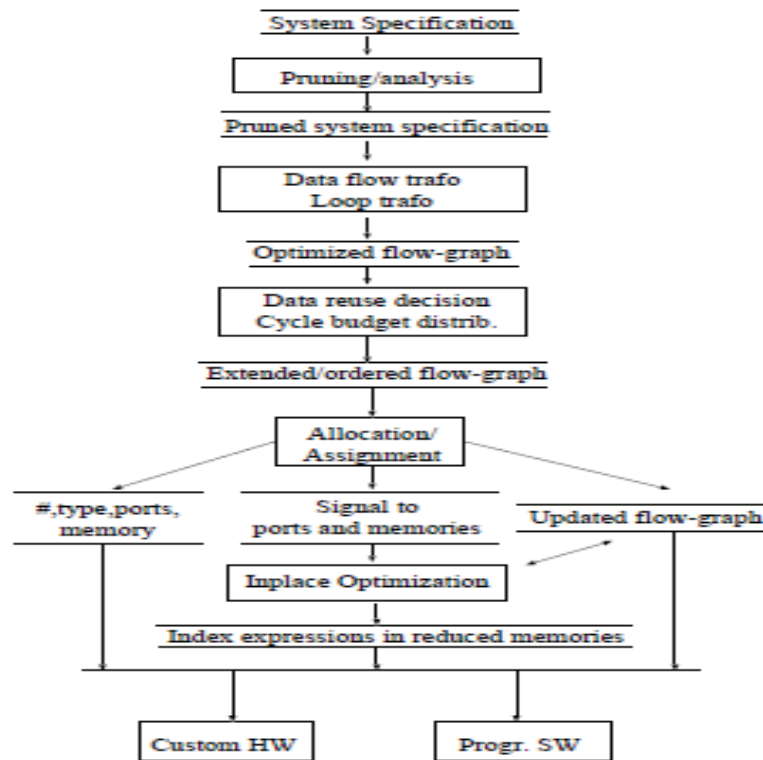 System Specification
Pruning/analysis
Pruned system specification
Data flow trafo
Loop trafo
Optimized flow-graph
Data reuse decision
Cycle budget distrib.
Extended/ordered flow-graph
Allocation/
Assignment
#,type,ports,
memory
Signal to
ports and memories
Updated flow-graph
Inplace Optimization
Index expressions in reduced memories
Custom HW
Progr. SW